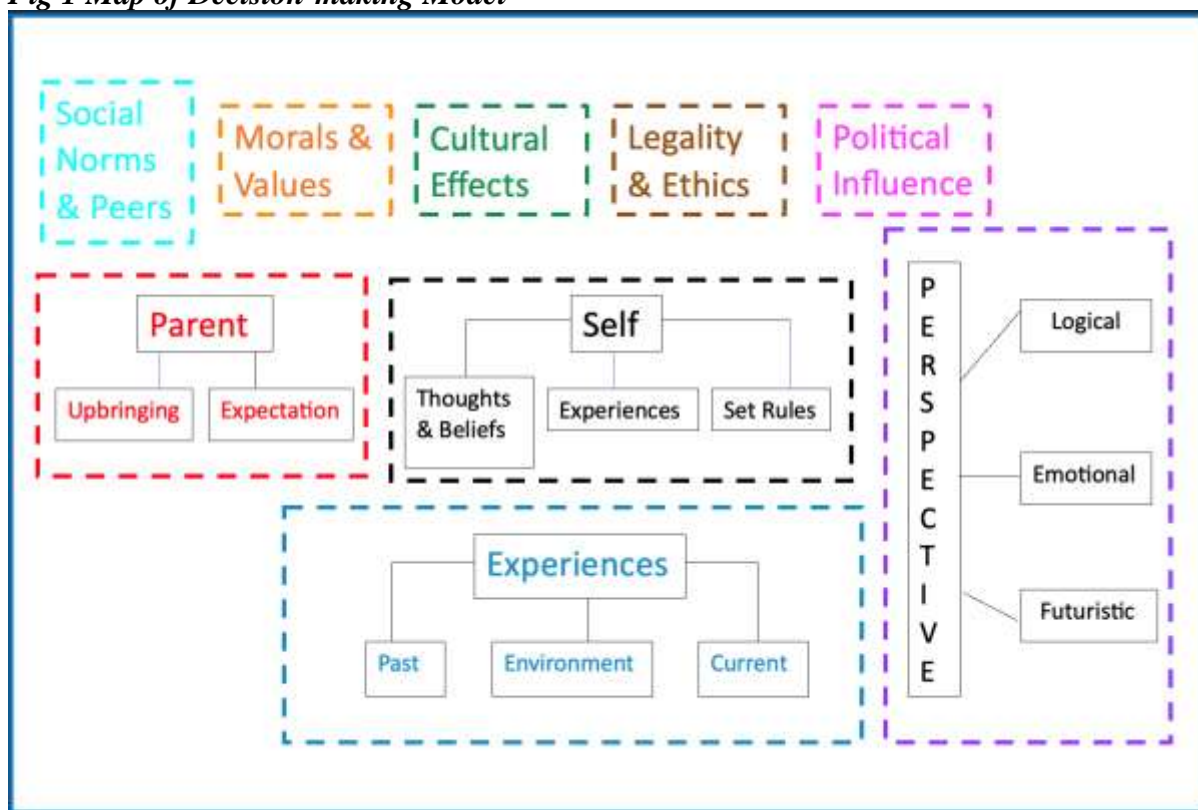 Fig 1 Map of Decision-making Model
Social
Norms
& Peers
Morals &
Values
Cultural
Effects
Legality
& Ethics
Political
Influence
Parent
Upbringing
Expectation
Self
Thoughts
& Beliefs
Experiences
Set Rules
Experiences
Past
Environment
Current
PERSPECTIVE
Logical
Emotional
Futuristic